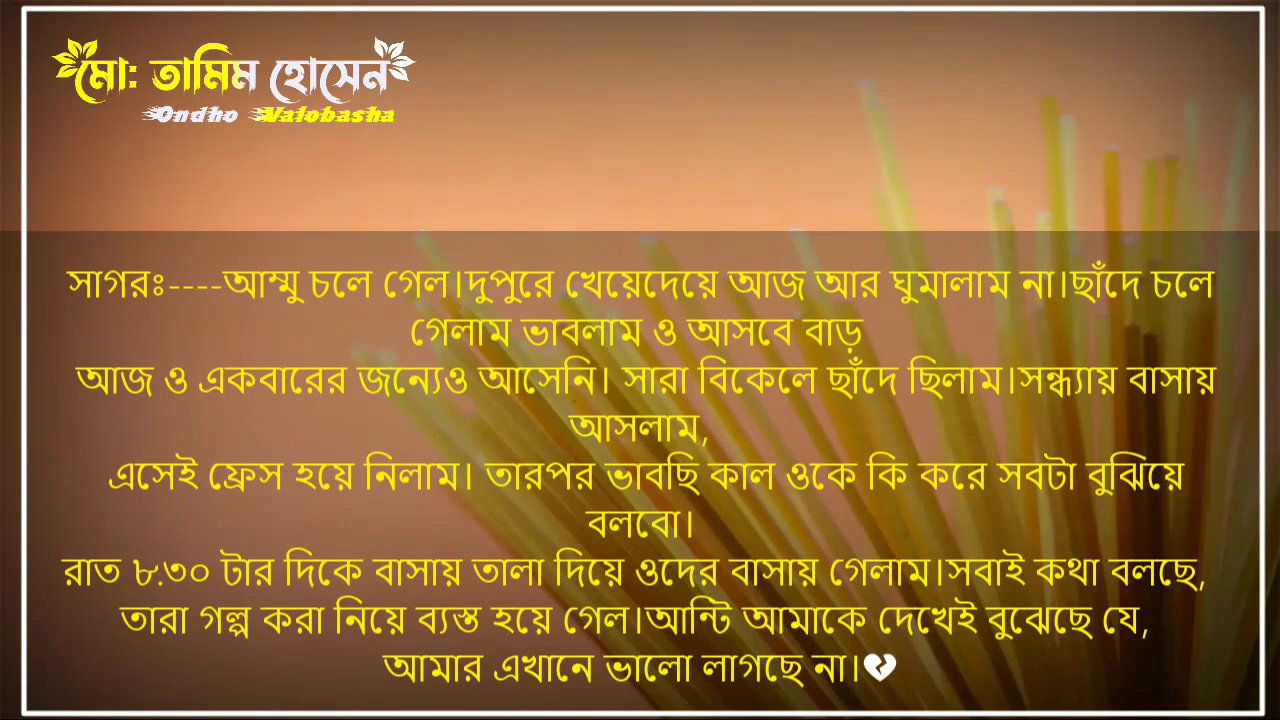 মোঃ তামিম হোসেন
Ondho Valobasha
সাগরঃ----আম্মু চলে গেল।দুপুরে খেয়েদেয়ে আজ আর ঘুমালাম না।ছাঁদে চলে
গেলাম ভাবলাম ও আসবে বাড়
আজ ও একবারের জন্যেও আসেনি। সারা বিকেলে ছাঁদে ছিলাম।সন্ধ্যায় বাসায়
আসলাম,
এসেই ফ্রেস হয়ে নিলাম। তারপর ভাবছি কাল ওকে কি করে সবটা বুঝিয়ে
বলবো।
রাত ৮.৩০ টার দিকে বাসায় তালা দিয়ে ওদের বাসায় গেলাম।সবাই কথা বলছে,
তারা গল্প করা নিয়ে ব্যস্ত হয়ে গেল।আন্টি আমাকে দেখেই বুঝেছে যে,
আমার এখানে ভালো লাগছে না।💔